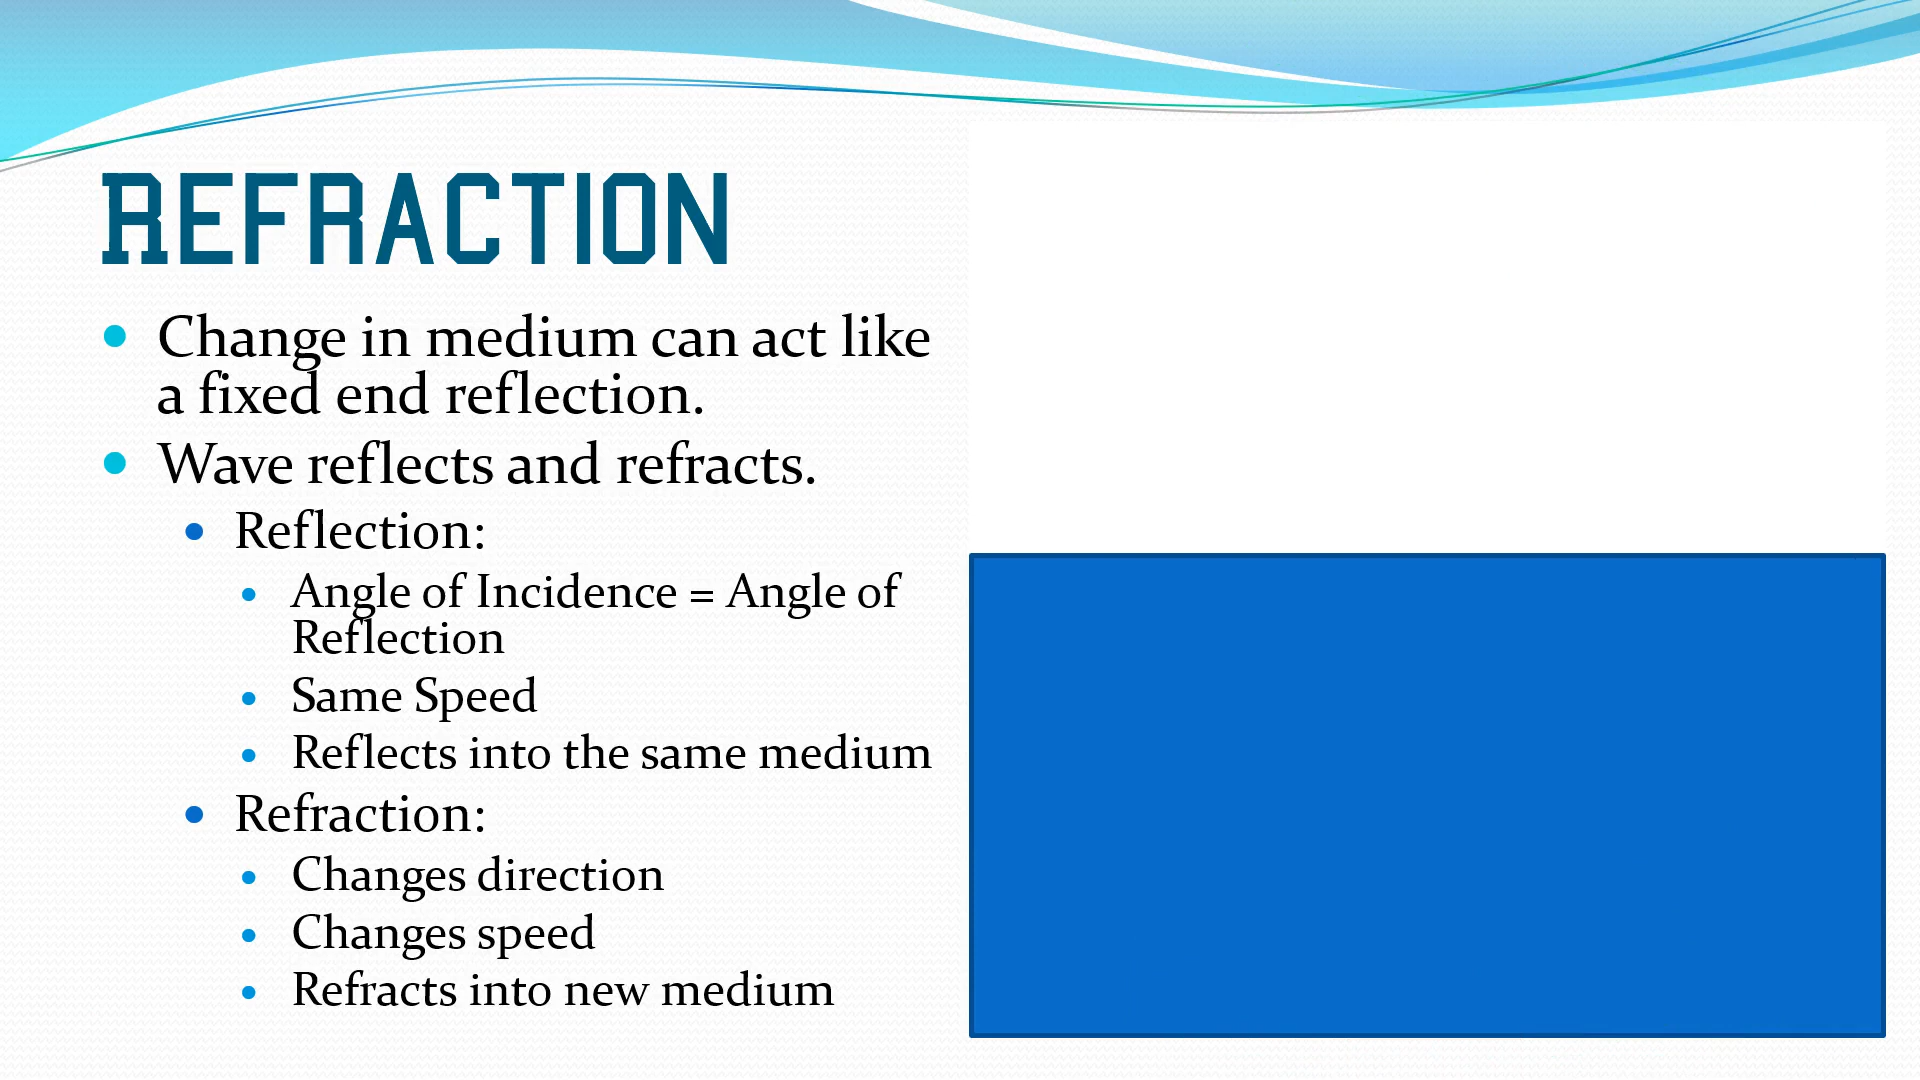 REFRACTION
Change in medium can act like
a fixed end reflection.
Wave reflects and refracts.
Reflection:
Angle of Incidence = Angle of
Reflection
Same Speed
Reflects into the same medium
Refraction:
Changes direction
Changes speed
Refracts into new medium